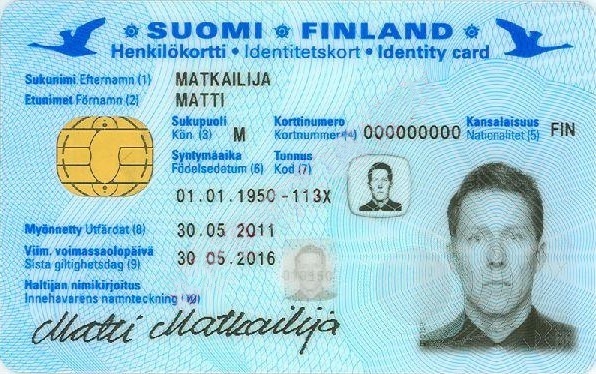 SUOMI FINLAND
Henkilökortti • Identitetskort • Identity card
Sukunimi Efternamn (1) MATKAILIJA
Etunimet Förnamn (2) MATTI
Sukupuoli Korttinumero Kansalaisuus
Kön (3) M Kortnummer (4) 000000000 Nationalitet (5) FIN
Syntymäaika Tunnus
Födelsedatum (6) Kod (7)
01.01.1950 -113X
Myönnetty Utfärdat (8) 30.05.2011
Viim. voimassaolopäivä
Sista giltighetsdag (9) 30.05.2016
Haltijan nimikirjoitus
Innehavarens namnteckning (10)
Matti Matkailija